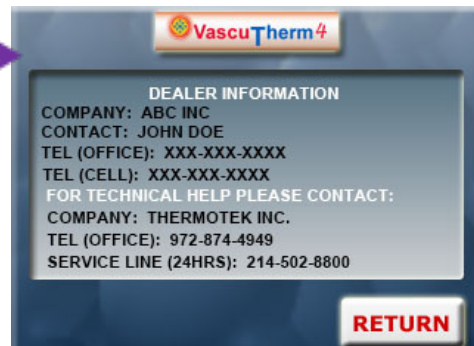 VascuTherm4
DEALER INFORMATION
COMPANY: ABC INC
CONTACT: JOHN DOE
TEL (OFFICE): XXX-XXX-XXXX
TEL (CELL): XXX-XXX-XXXX
FOR TECHNICAL HELP PLEASE CONTACT:
COMPANY: THERMOTEK INC.
TEL (OFFICE): 972-874-4949
SERVICE LINE (24HRS): 214-502-8800
RETURN